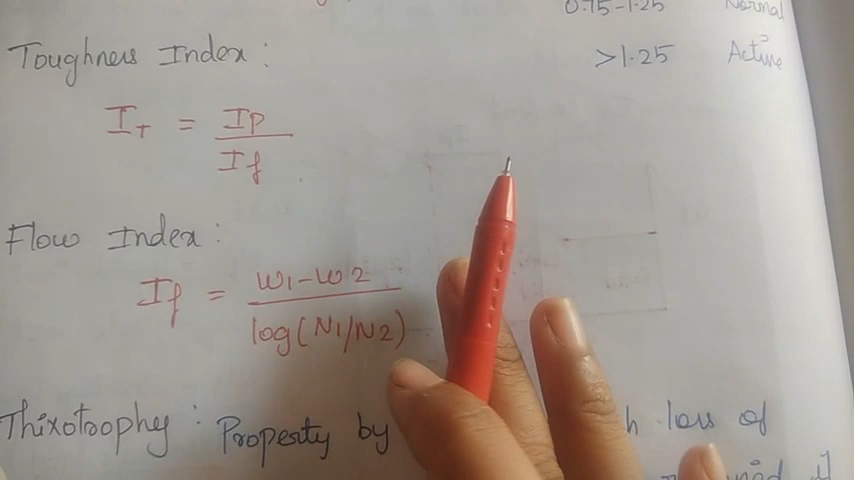 0.75-1.25 Normal
Toughness Index:
>1.25 Active
IT = IP / If
Flow Index:
If = w1-w2 / log(N1/N2)
Thixotrophy: Property by loss of